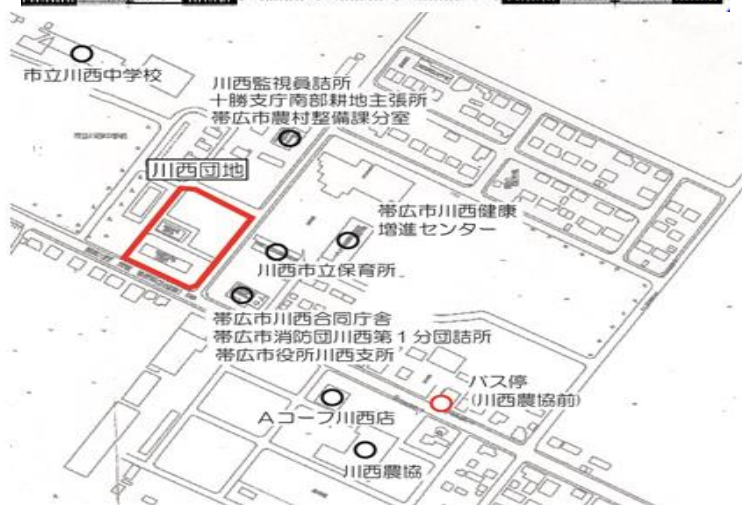 市立川西中学校
川西監視員詰所
十勝支庁南部耕地主張所
帯広市農村整備課分室
川西団地
帯広市川西健康
増進センター
川西市立保育所
帯広市川西合同庁舎
帯広市消防団川西第1分団詰所
帯広市役所川西支所
バス停
(川西農協前)
Aコープ川西店
川西農協